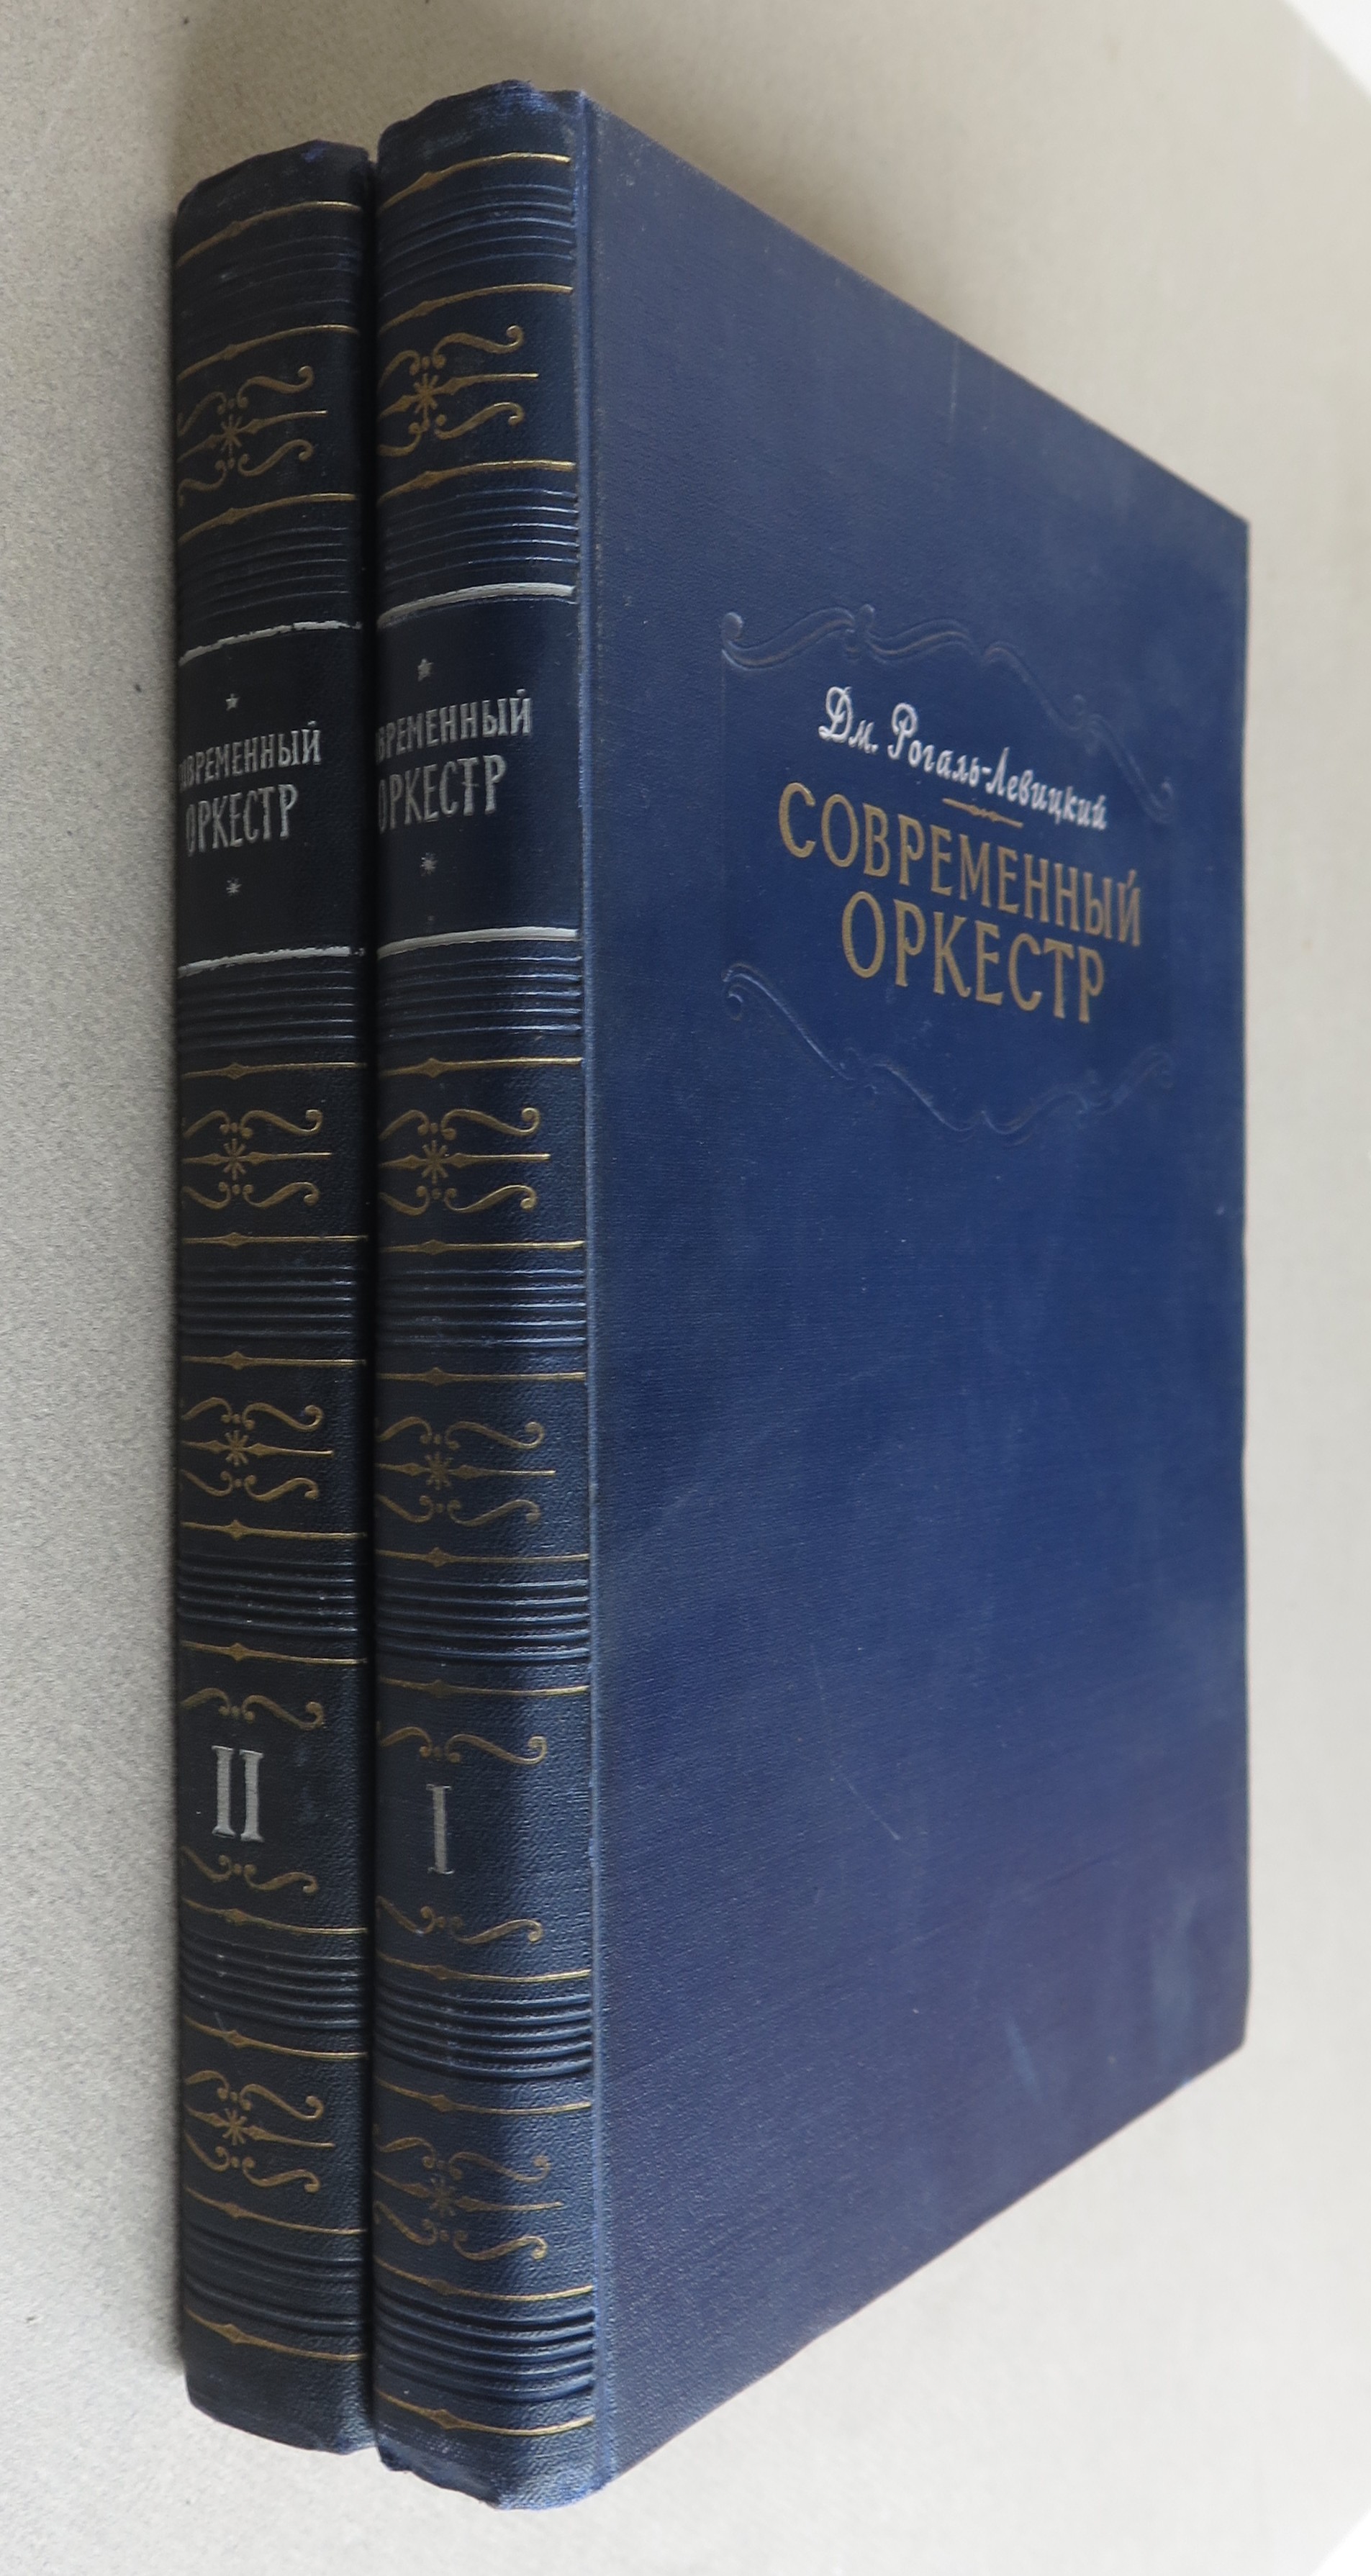 СОВРЕМЕННЫЙ
ОРКЕСТР
II
СОВРЕМЕННЫЙ
ОРКЕСТР
I
Дм. Рогаль-Левицкий
СОВРЕМЕННЫЙ
ОРКЕСТР